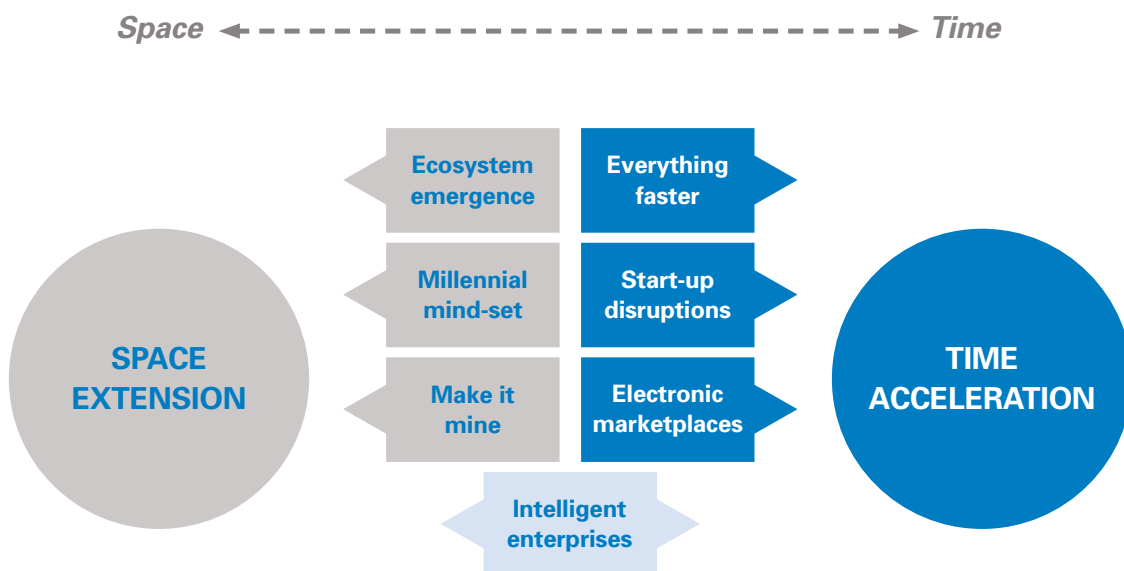 Space
Time
Ecosystem
emergence
Everything
faster
Millennial
mind-set
Start-up
disruptions
SPACE
EXTENSION
TIME
ACCELERATION
Make it
mine
Electronic
marketplaces
Intelligent
enterprises